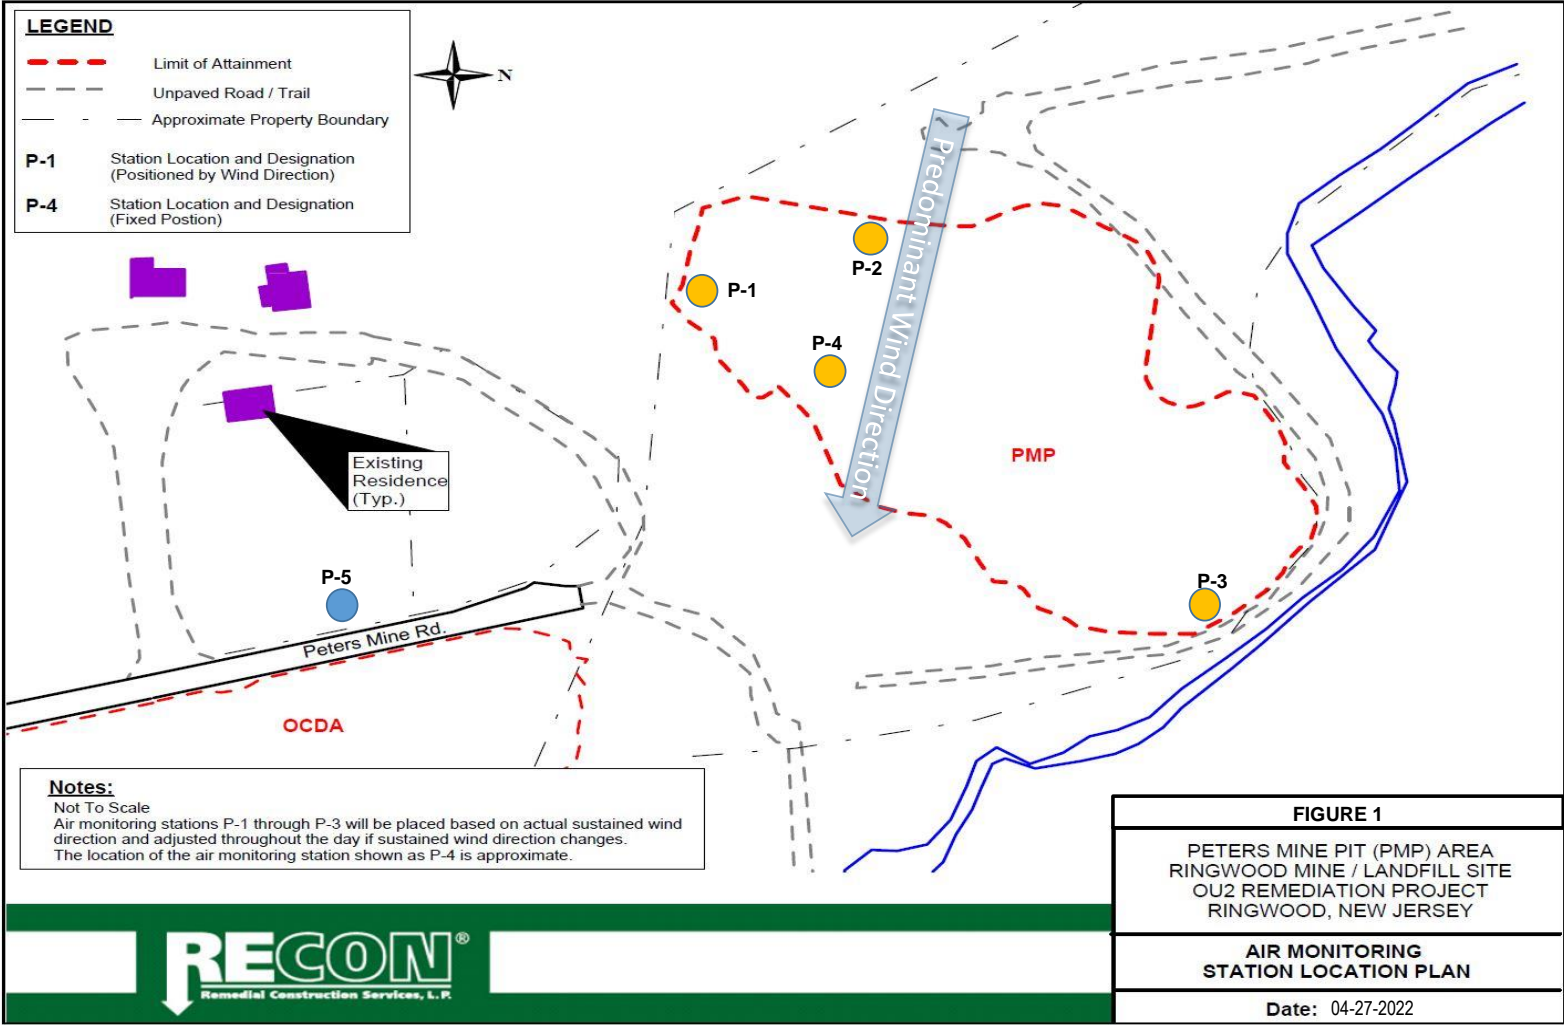 LEGEND
Limit of Attainment
Unpaved Road / Trail
Approximate Property Boundary
P-1 Station Location and Designation
(Positioned by Wind Direction)
P-4 Station Location and Designation
(Fixed Postion)
N
Predominant Wind Direction
P-2
P-1
P-4
PMP
Existing
Residence
(Typ.)
P-5
P-3
Peters Mine Rd.
OCDA
Notes:
Not To Scale
Air monitoring stations P-1 through P-3 will be placed based on actual sustained wind
direction and adjusted throughout the day if sustained wind direction changes.
The location of the air monitoring station shown as P-4 is approximate.
FIGURE 1
PETERS MINE PIT (PMP) AREA
RINGWOOD MINE / LANDFILL SITE
OU2 REMEDIATION PROJECT
RINGWOOD, NEW JERSEY
AIR MONITORING
STATION LOCATION PLAN
Date: 04-27-2022
RECON®
Remedial Construction Services, L.P.